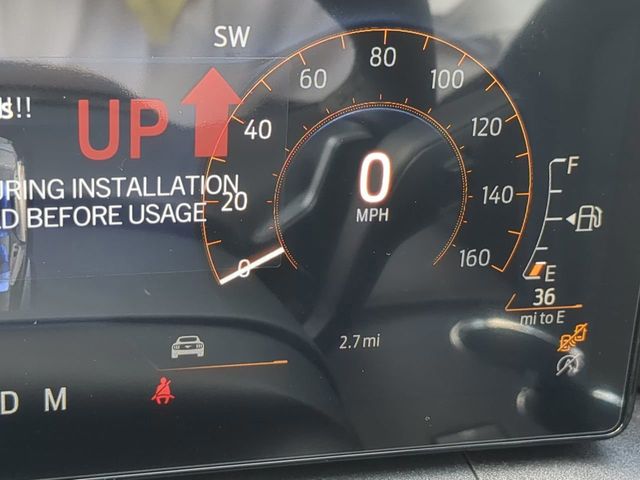 SW
UP
!!
URING INSTALLATION
D BEFORE USAGE
0
20
40
60
80
100
120
140
160
0
MPH
F
E
36
mi to E
2.7 mi
D M